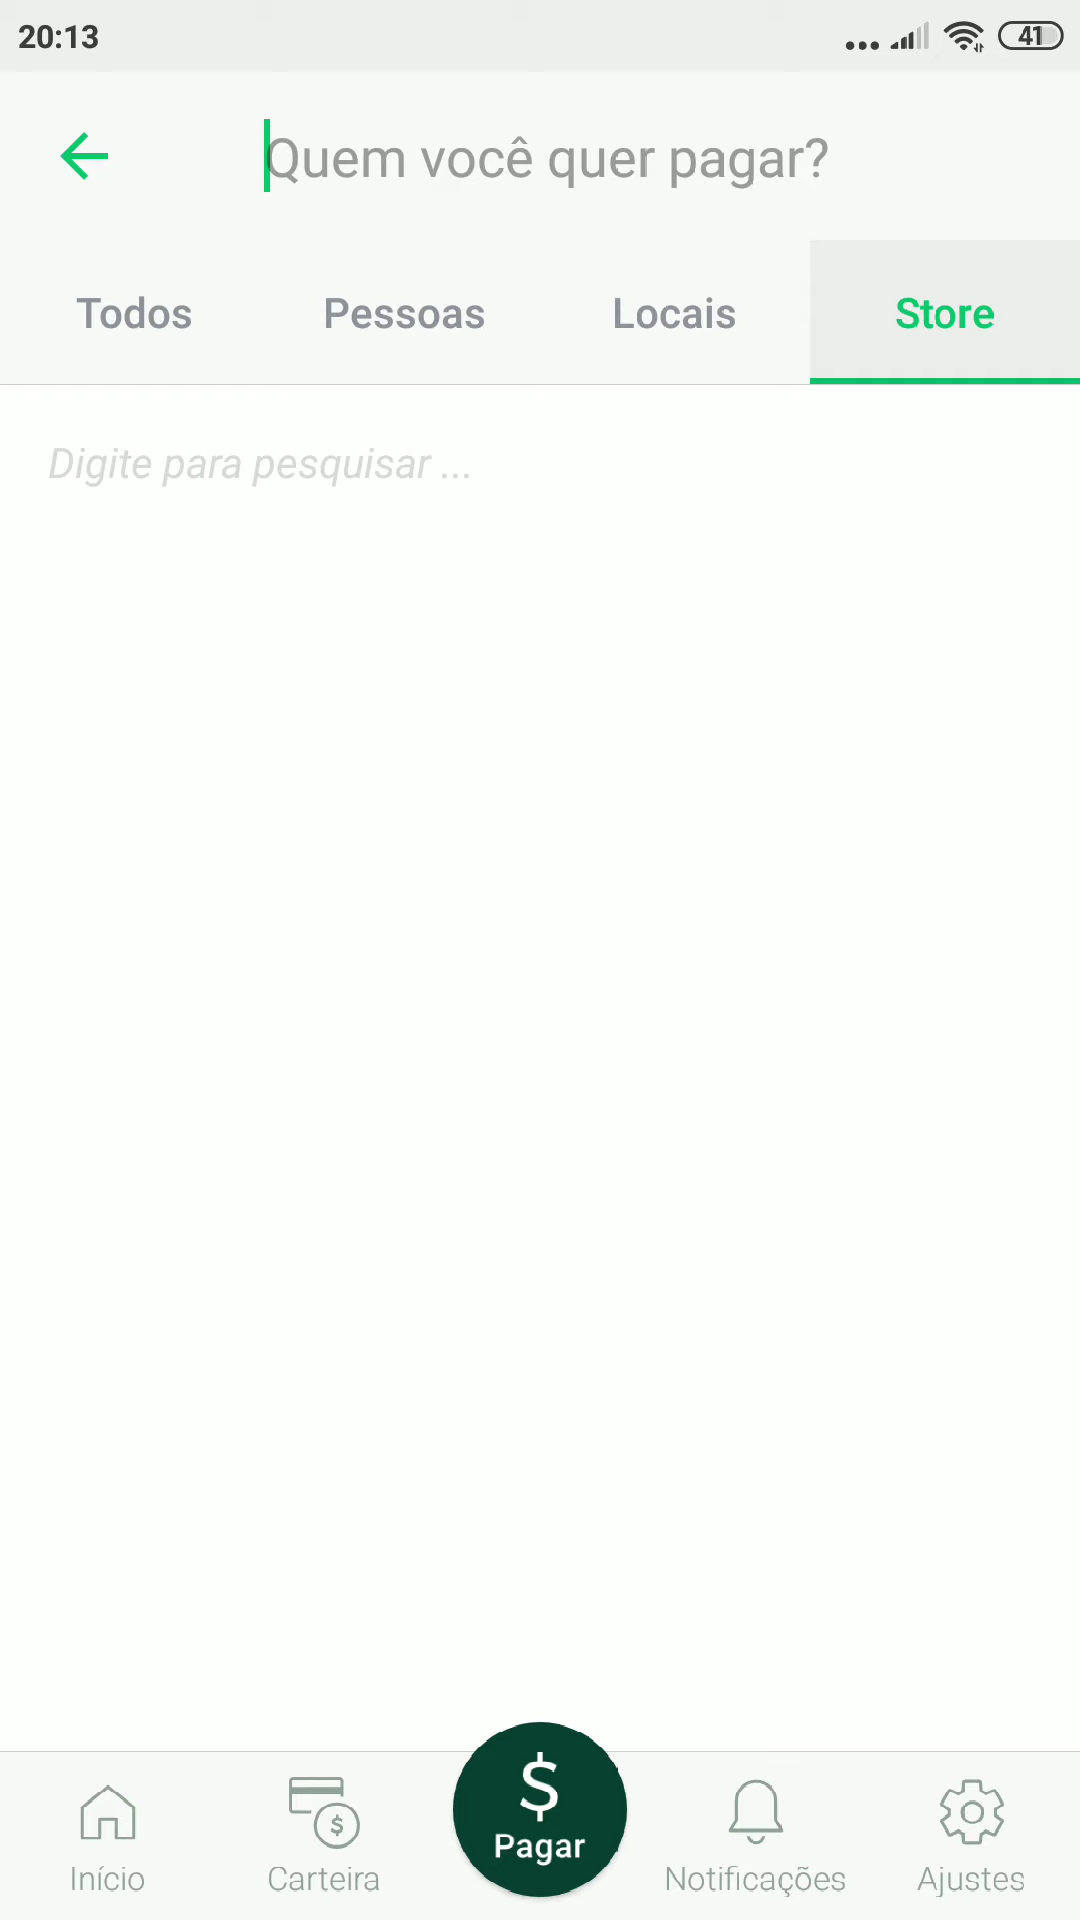 20:13
41
Quem você quer pagar?
Todos
Pessoas
Locais
Store
Digite para pesquisar ...
$
$
Pagar
Início
Carteira
Notificações
Ajustes